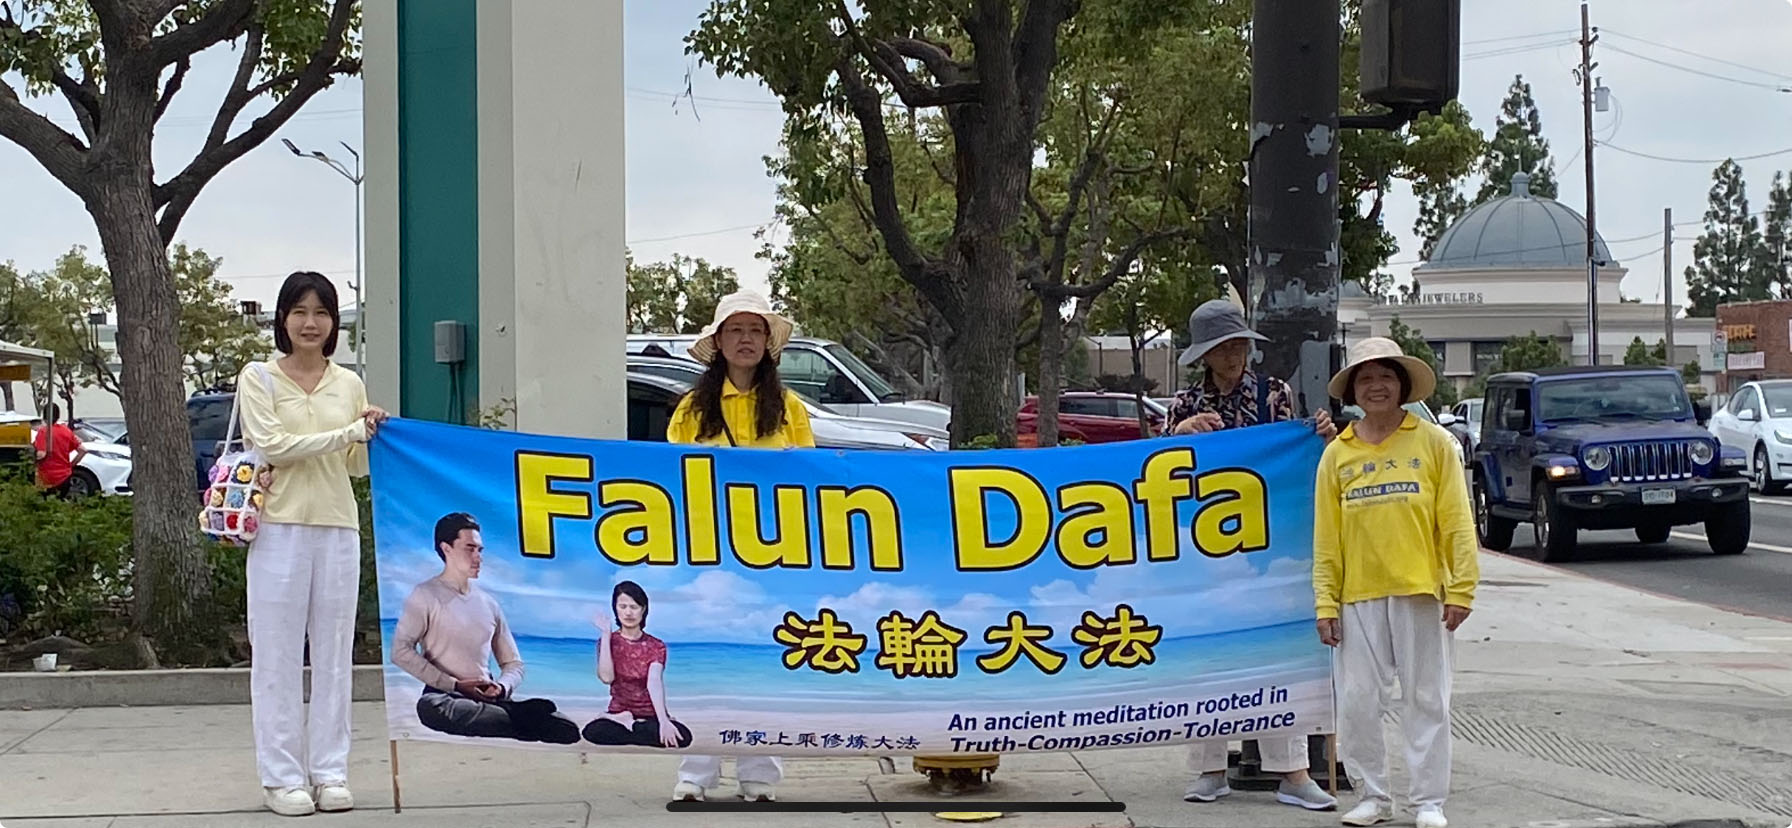 Falun Dafa
法輪大法
佛家上乘修煉大法
An ancient meditation rooted in
Truth-Compassion-Tolerance
法輪大法
FALUN DAFA
JEWELERS